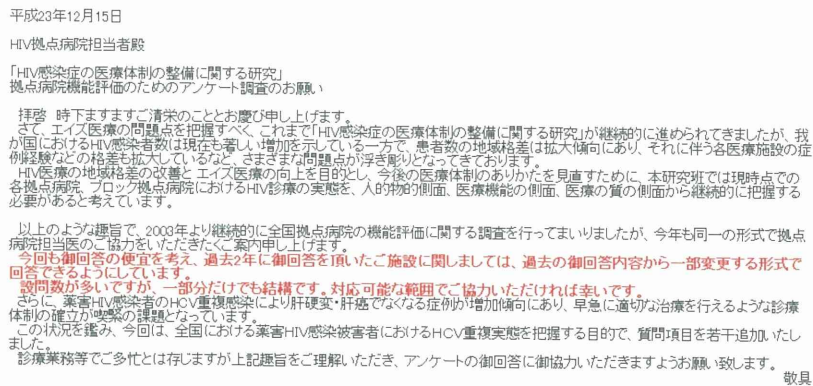 平成23年12月15日
HIV拠点病院担当者殿
「HIV感染症の医療体制の整備に関する研究」
拠点病院機能評価のためのアンケート調査のお願い
拝啓 時下ますますご清栄のこととお慶び申し上げます。
さて、エイズ医療の問題点を把握すべく、これまで「HIV感染症の医療体制の整備に関する研究」が継続的に進められてきましたが、我
が国におけるHIV感染者数は現在も著しい増加を示している一方で、患者数の地域格差は拡大傾向にあり、それに伴う各医療施設の症
例経験などの格差も拡大しているなど、さまざまな問題点が浮き彫りとなってきております。
HIV医療の地域格差の改善と エイズ医療の向上を目的とし、今後の医療体制のありかたを見直すために、本研究班では現時点での
各拠点病院、ブロック拠点病院におけるHIV診療の実態を、人的物的側面、医療機能の側面、医療の質の側面から継続的に把握する
必要があると考えています。
以上のような趣旨で、2003年より継続的に全国拠点病院の機能評価に関する調査を行ってまいりましたが、今年も同一の形式で拠点
病院担当医のご協力をいただきたくご案内申し上げます。
今回も御回答の便宜を考え、過去2年に御回答を頂いたご施設に関しましては、過去の御回答内容から一部変更する形式で
回答できるようにしています。
設問数が多いですが、一部分だけでも結構です。対応可能な範囲でご協力いただければ幸いです。
さらに、薬害HIV感染者のHCV重複感染により肝硬変・肝癌でなくなる症例が増加傾向にあり、早急に適切な治療を行えるような診療
体制の確立が喫緊の課題となっています。
この状況を鑑み、今回は、全国における薬害HIV感染被害者におけるHCV重複実態を把握する目的で、質問項目を若干追加いたし
ました。
診療業務等でご多忙とは存じますが上記趣旨をご理解いただき、アンケートの御回答に御協力いただきますようお願い致します。
敬具